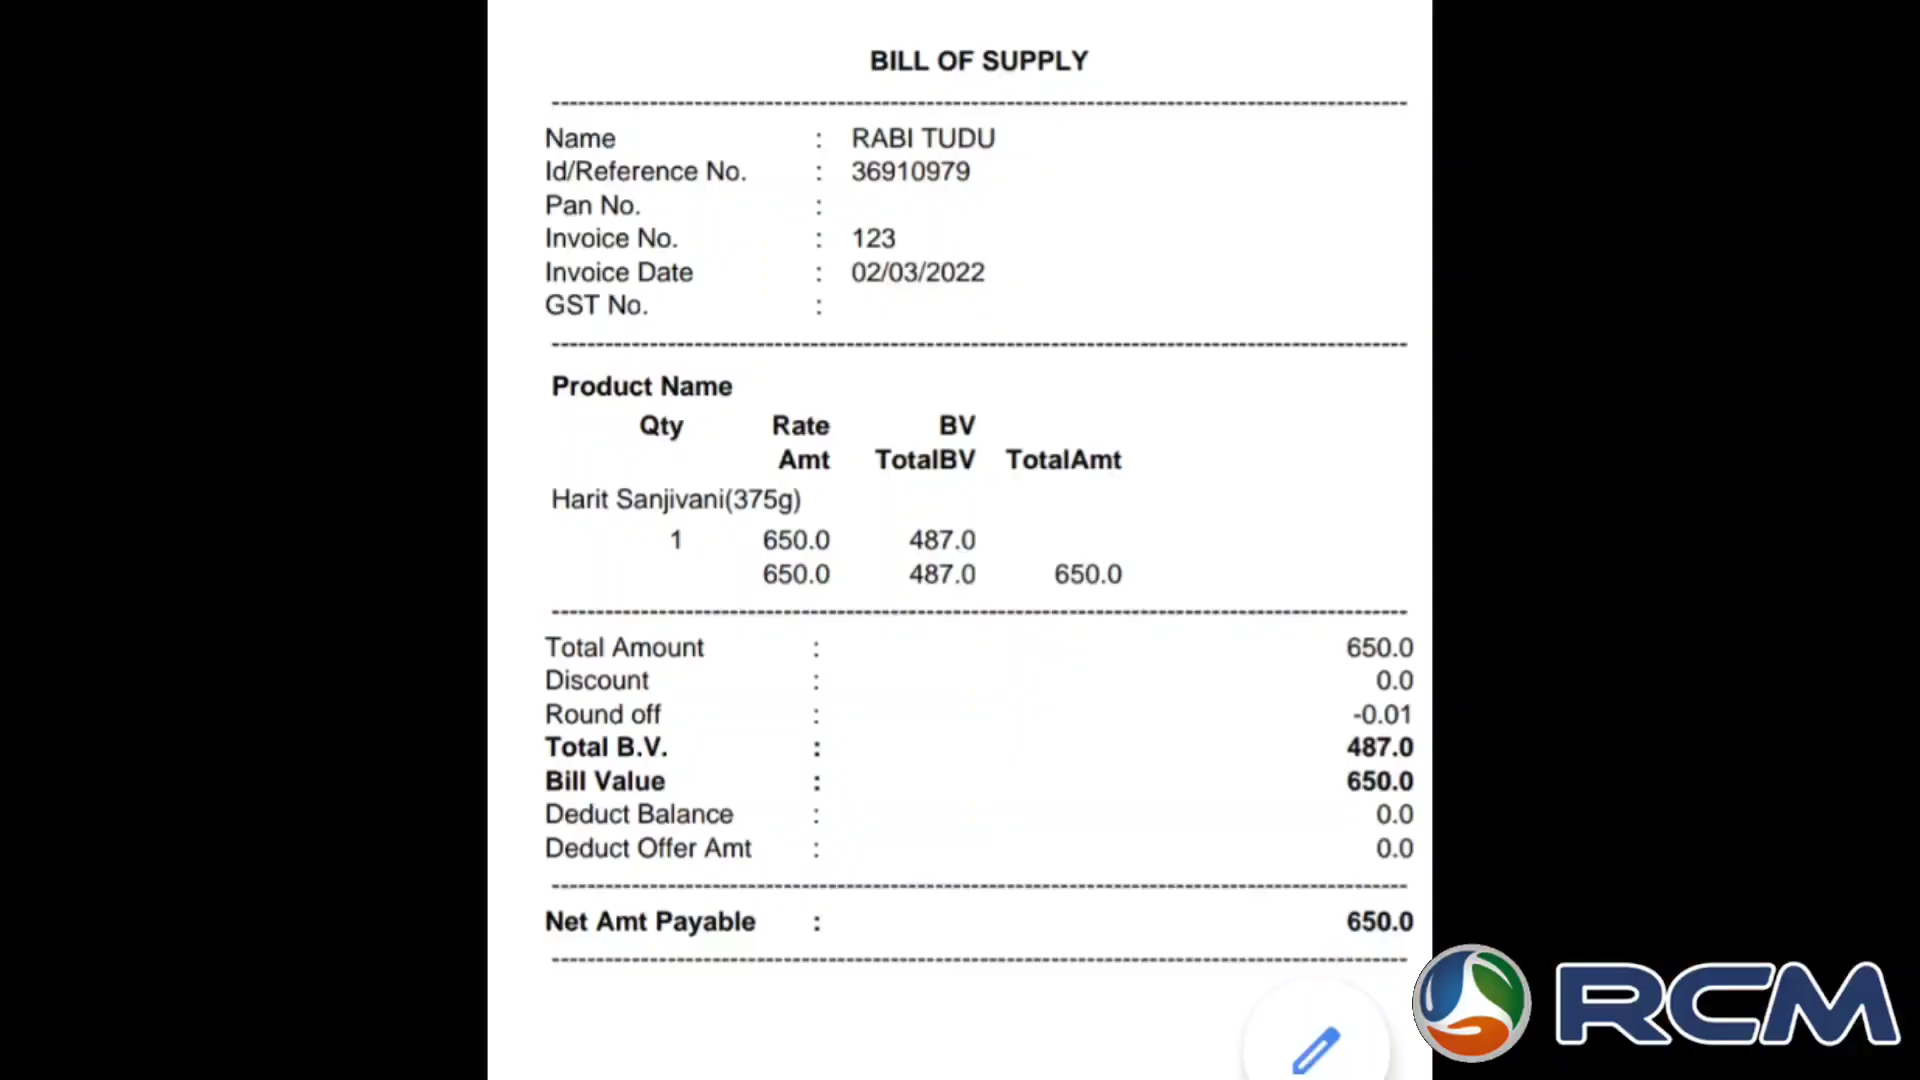 BILL OF SUPPLY
Name : RABI TUDU
Id/Reference No. : 36910979
Pan No. :
Invoice No. : 123
Invoice Date : 02/03/2022
GST No. :
Product Name
Qty Rate BV
Amt TotalBV TotalAmt
Harit Sanjivani(375g)
1 650.0 487.0
650.0 487.0 650.0
Total Amount : 650.0
Discount : 0.0
Round off : -0.01
Total B.V. : 487.0
Bill Value : 650.0
Deduct Balance : 0.0
Deduct Offer Amt : 0.0
Net Amt Payable : 650.0
RCM